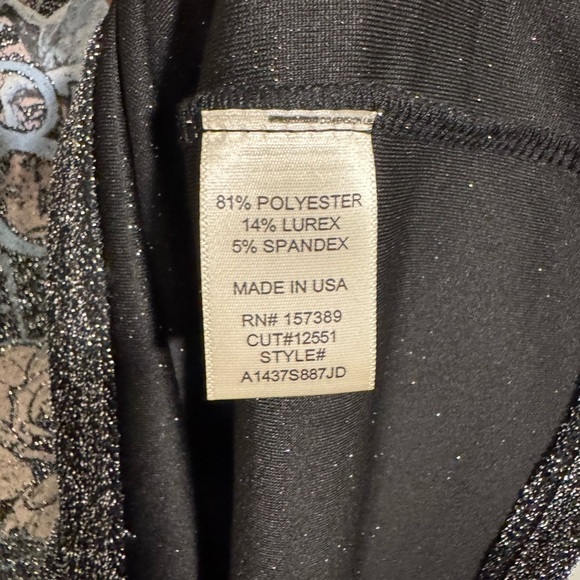 81% POLYESTER
14% LUREX
5% SPANDEX
MADE IN USA
RN# 157389
CUT#12551
STYLE#
A1437S887JD